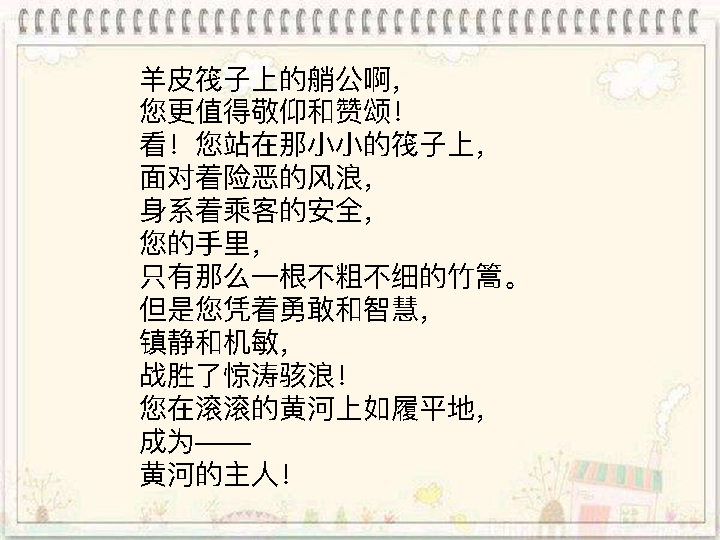 羊皮筏子上的艄公啊，
您更值得敬仰和赞颂！
看！您站在那小小的筏子上，
面对着险恶的风浪，
身系着乘客的安全，
您的手里，
只有那么一根不粗不细的竹篙。
但是您凭着勇敢和智慧，
镇静和机敏，
战胜了惊涛骇浪！
您在滚滚的黄河上如履平地，
成为——
黄河的主人！